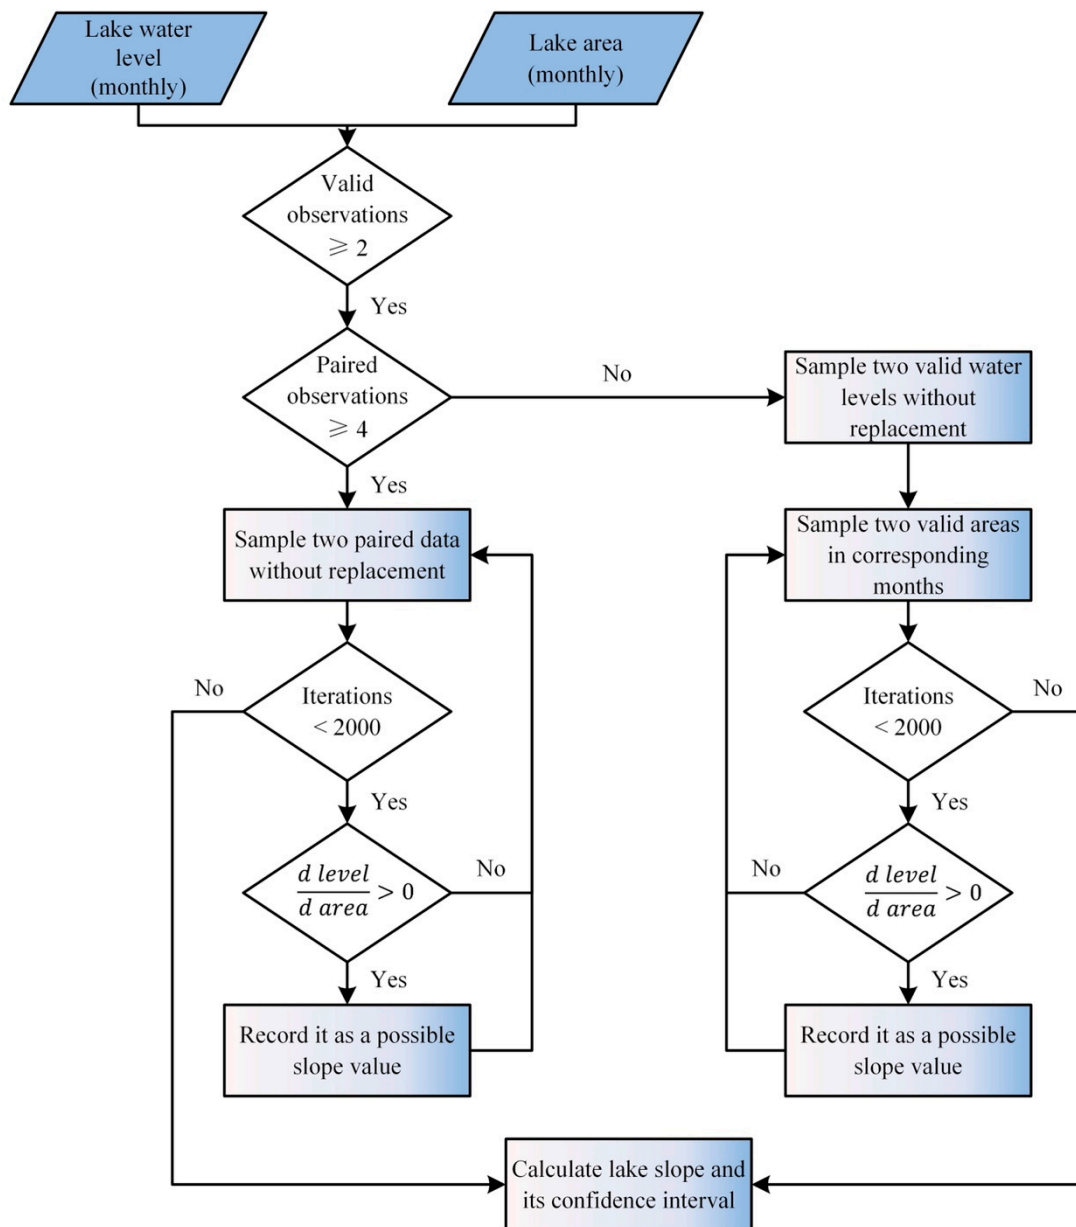 Lake water
level
(monthly)
Lake area
(monthly)
Valid
observations
⩾ 2
Yes
Paired
observations
⩾ 4
No
Sample two valid water
levels without
replacement
Yes
Sample two paired data
without replacement
Sample two valid areas
in corresponding
months
No
Iterations
< 2000
Iterations
< 2000
No
Yes
Yes
d level
d area
> 0
No
No
d level
d area
> 0
Yes
Yes
Record it as a possible
slope value
Record it as a possible
slope value
Calculate lake slope and
its confidence interval